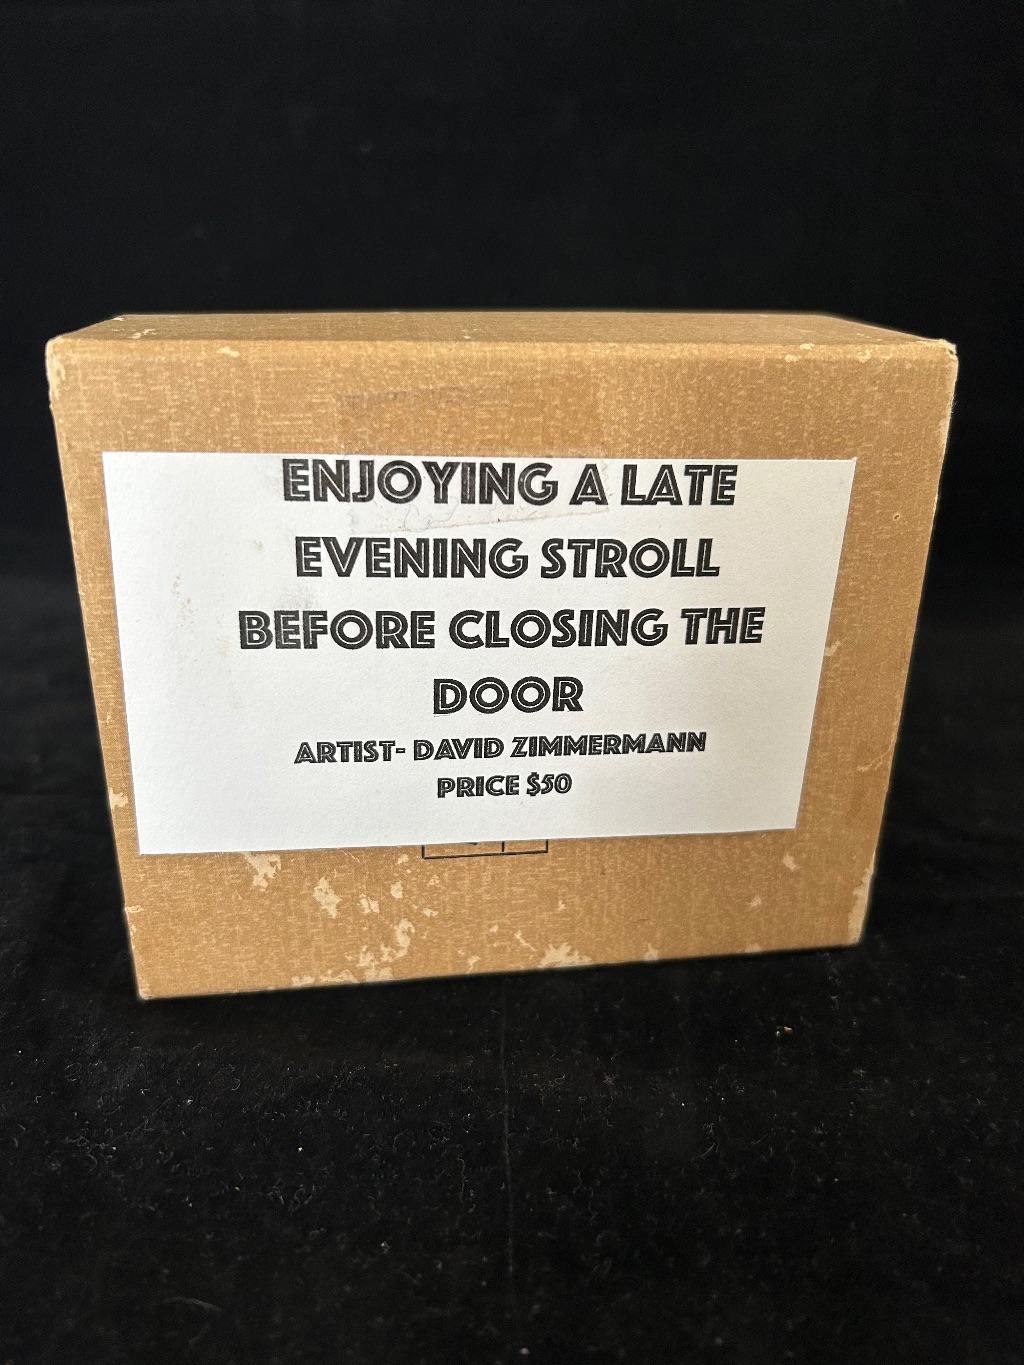 ENJOYING A LATE
EVENING STROLL
BEFORE CLOSING THE
DOOR
ARTIST- DAVID ZIMMERMANN
PRICE $50